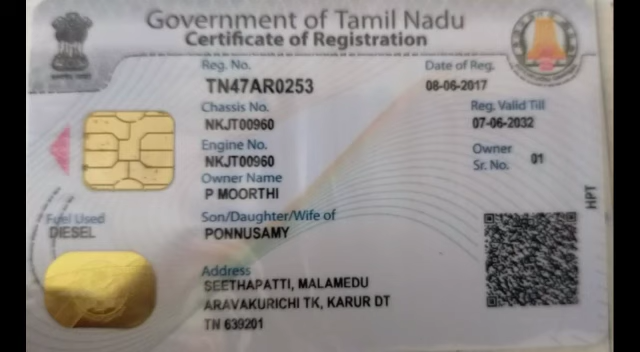 Government of Tamil Nadu
Certificate of Registration
Reg. No.
Date of Reg.
TN47AR0253
08-06-2017
Chassis No.
Reg. Valid Till
NKJT00960
07-06-2032
Engine No.
Owner
NKJT00960
Sr. No. 01
Owner Name
P MOORTHI
HPT
Fuel Used
Son/Daughter/Wife of
DIESEL
PONNUSAMY
Address
SEETHAPATTI, MALAMEDU
ARAVAKURICHI TK, KARUR DT
TN 639201